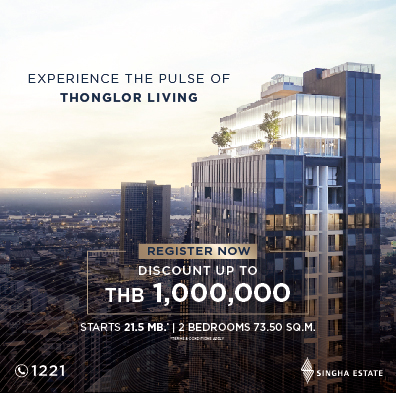 EXPERIENCE THE PULSE OF
THONGLOR LIVING
REGISTER NOW
DISCOUNT UP TO
THB 1,000,000
STARTS 21.5 MB.* | 2 BEDROOMS 73.50 SQ.M.
*TERMS & CONDITIONS APPLY
1221
SINGHA ESTATE